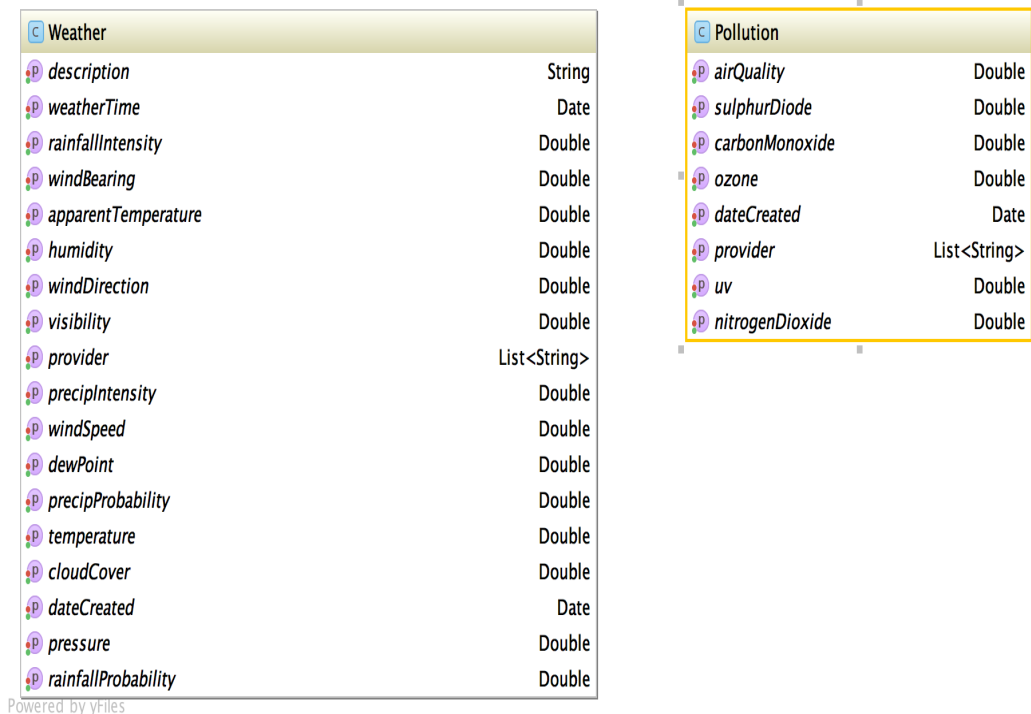 C Weather
p description String
p weatherTime Date
p rainfallIntensity Double
p windBearing Double
p apparentTemperature Double
p humidity Double
p windDirection Double
p visibility Double
p provider List<String>
p precipIntensity Double
p windSpeed Double
p dewPoint Double
p precipProbability Double
p temperature Double
p cloudCover Double
p dateCreated Date
p pressure Double
p rainfallProbability Double
C Pollution
p airQuality Double
p sulphurDiode Double
p carbonMonoxide Double
p ozone Double
p dateCreated Date
p provider List<String>
p uv Double
p nitrogenDioxide Double
Powered by yFiles